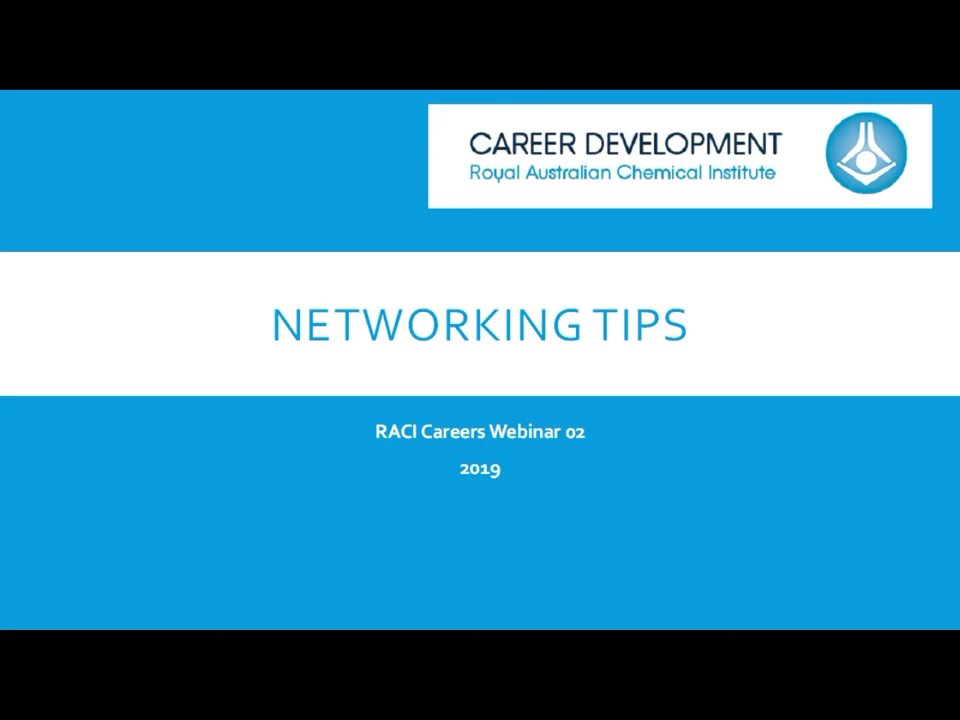 CAREER DEVELOPMENT
Royal Australian Chemical Institute
NETWORKING TIPS
RACI Careers Webinar 02
2019